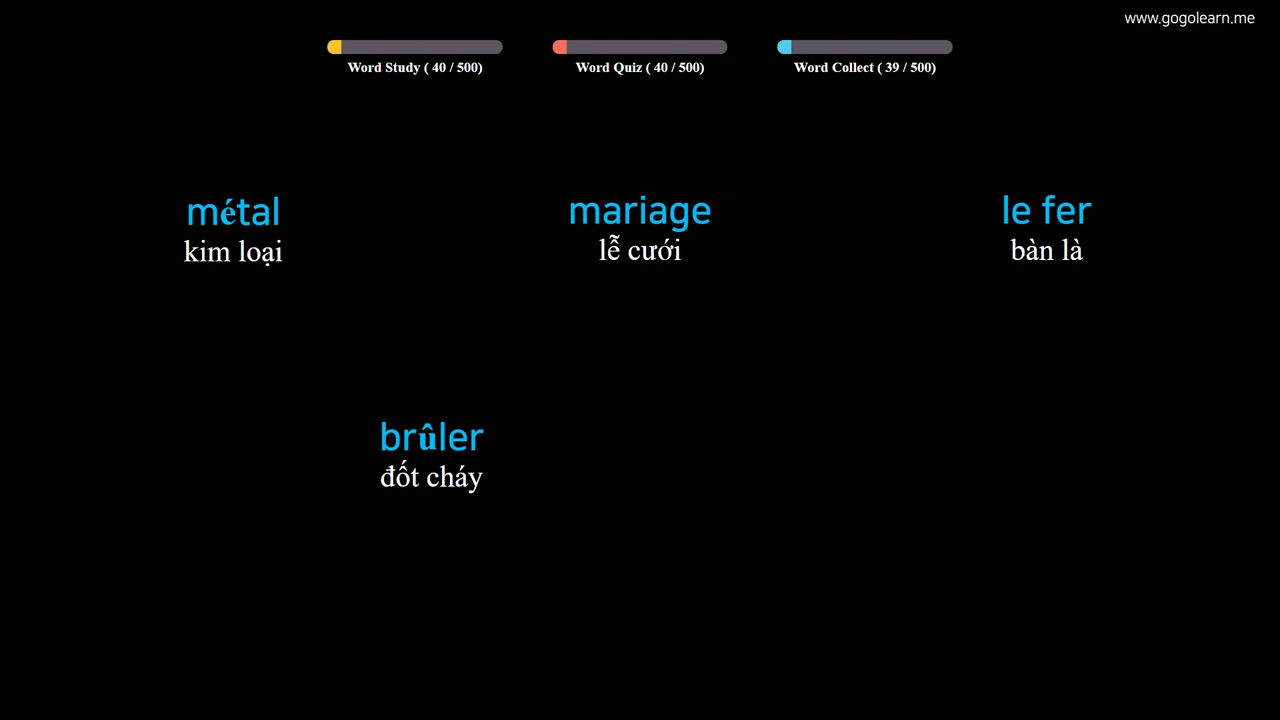 www.gogolearn.me
Word Study ( 40 / 500)
Word Quiz ( 40 / 500)
Word Collect ( 39 / 500)
métal
kim loại
mariage
lễ cưới
le fer
bàn là
brûler
đốt cháy